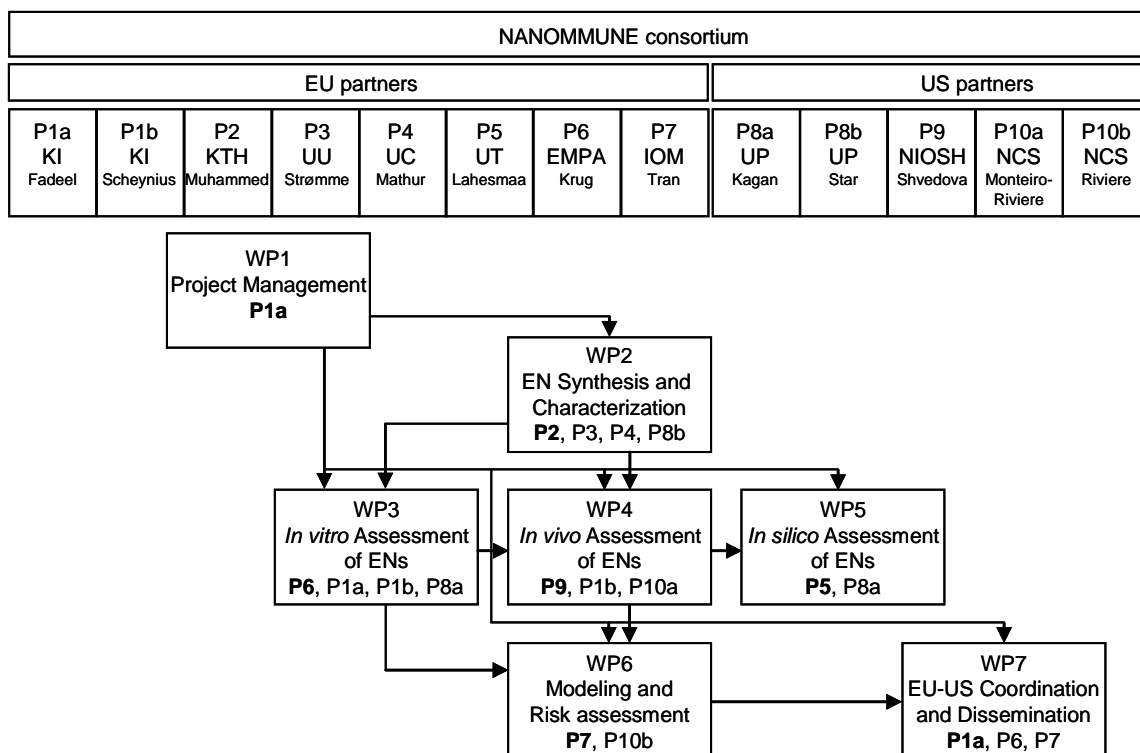 NANOMMUNE consortium
EU partners
US partners
P1a
KI
Fadeel
P1b
KI
Scheynius
P2
KTH
Muhammed
P3
UU
Strømme
P4
UC
Mathur
P5
UT
Lahesmaa
P6
EMPA
Krug
P7
IOM
Tran
P8a
UP
Kagan
P8b
UP
Star
P9
NIOSH
Shvedova
P10a
NCS
Monteiro-
Riviere
P10b
NCS
Riviere
WP1
Project Management
P1a
WP2
EN Synthesis and
Characterization
P2, P3, P4, P8b
WP3
In vitro Assessment
of ENs
P6, P1a, P1b, P8a
WP4
In vivo Assessment
of ENs
P9, P1b, P10a
WP5
In silico Assessment
of ENs
P5, P8a
WP6
Modeling and
Risk assessment
P7, P10b
WP7
EU-US Coordination
and Dissemination
P1a, P6, P7